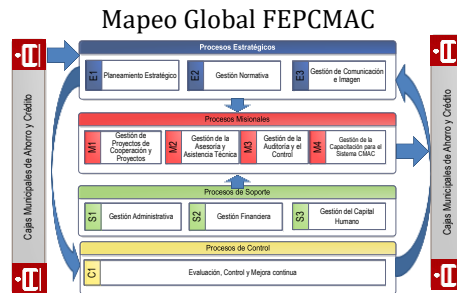 Mapeo Global FEPCMAC
Procesos Estratégicos
E1
Planeamiento Estratégico
E2
Gestión Normativa
E3
Gestión de Comunicación
e Imagen
Procesos Misionales
M1
Gestión de
Proyectos de
Cooperación y
Proyectos
M2
Gestión de la
Asesoría y
Asistencia Técnica
M3
Gestión de la
Auditoría y el
Control
M4
Gestión de la
Capacitación para el
Sistema CMAC
Procesos de Soporte
S1
Gestión Administrativa
S2
Gestión Financiera
S3
Gestión del Capital
Humano
Procesos de Control
C1
Evaluación, Control y Mejora continua
Cajas Municipales de Ahorro y Crédito
Cajas Municipales de Ahorro y Crédito